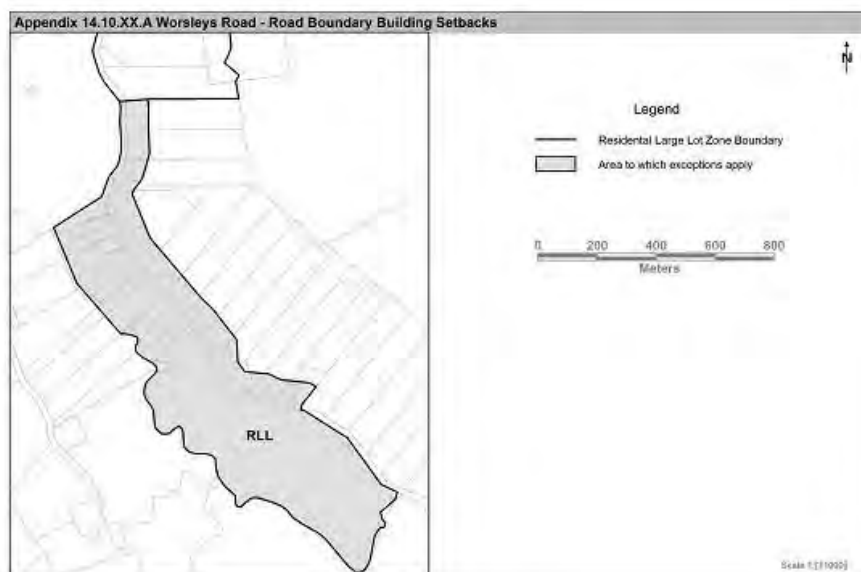 Appendix 14.10.XX.A Worsleys Road - Road Boundary Building Setbacks
N
Legend
Residental Large Lot Zone Boundary
Area to which exceptions apply
0 200 400 600 800
Meters
RLL